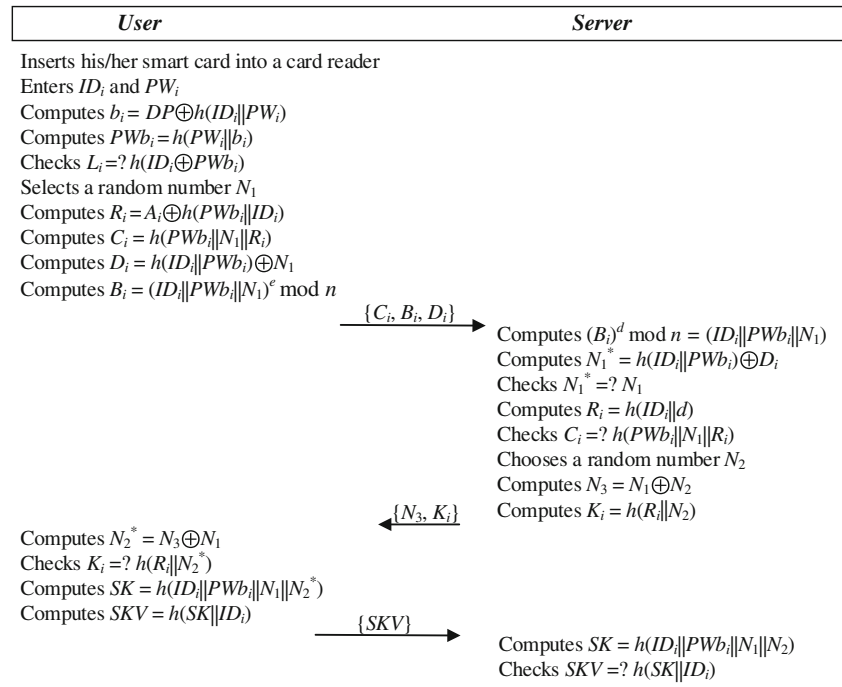 User Server
Inserts his/her smart card into a card reader
Enters IDᵢ and PWᵢ
Computes bᵢ = DP⊕h(IDᵢ||PWᵢ)
Computes PWbᵢ = h(PWᵢ||bᵢ)
Checks Lᵢ =? h(IDᵢ⊕PWbᵢ)
Selects a random number N₁
Computes Rᵢ = Aᵢ⊕h(PWbᵢ||IDᵢ)
Computes Cᵢ = h(PWbᵢ||N₁||Rᵢ)
Computes Dᵢ = h(IDᵢ||PWbᵢ)⊕N₁
Computes Bᵢ = (IDᵢ||PWbᵢ||N₁)ᵉ mod n
{Cᵢ, Bᵢ, Dᵢ}
Computes (Bᵢ)ᵈ mod n = (IDᵢ||PWbᵢ||N₁)
Computes N₁* = h(IDᵢ||PWbᵢ)⊕Dᵢ
Checks N₁* =? N₁
Computes Rᵢ = h(IDᵢ||d)
Checks Cᵢ =? h(PWbᵢ||N₁||Rᵢ)
Chooses a random number N₂
Computes N₃ = N₁⊕N₂
Computes Kᵢ = h(Rᵢ||N₂)
{N₃, Kᵢ}
Computes N₂* = N₃⊕N₁
Checks Kᵢ =? h(Rᵢ||N₂*)
Computes SK = h(IDᵢ||PWbᵢ||N₁||N₂*)
Computes SKV = h(SK||IDᵢ)
{SKV}
Computes SK = h(IDᵢ||PWbᵢ||N₁||N₂)
Checks SKV =? h(SK||IDᵢ)